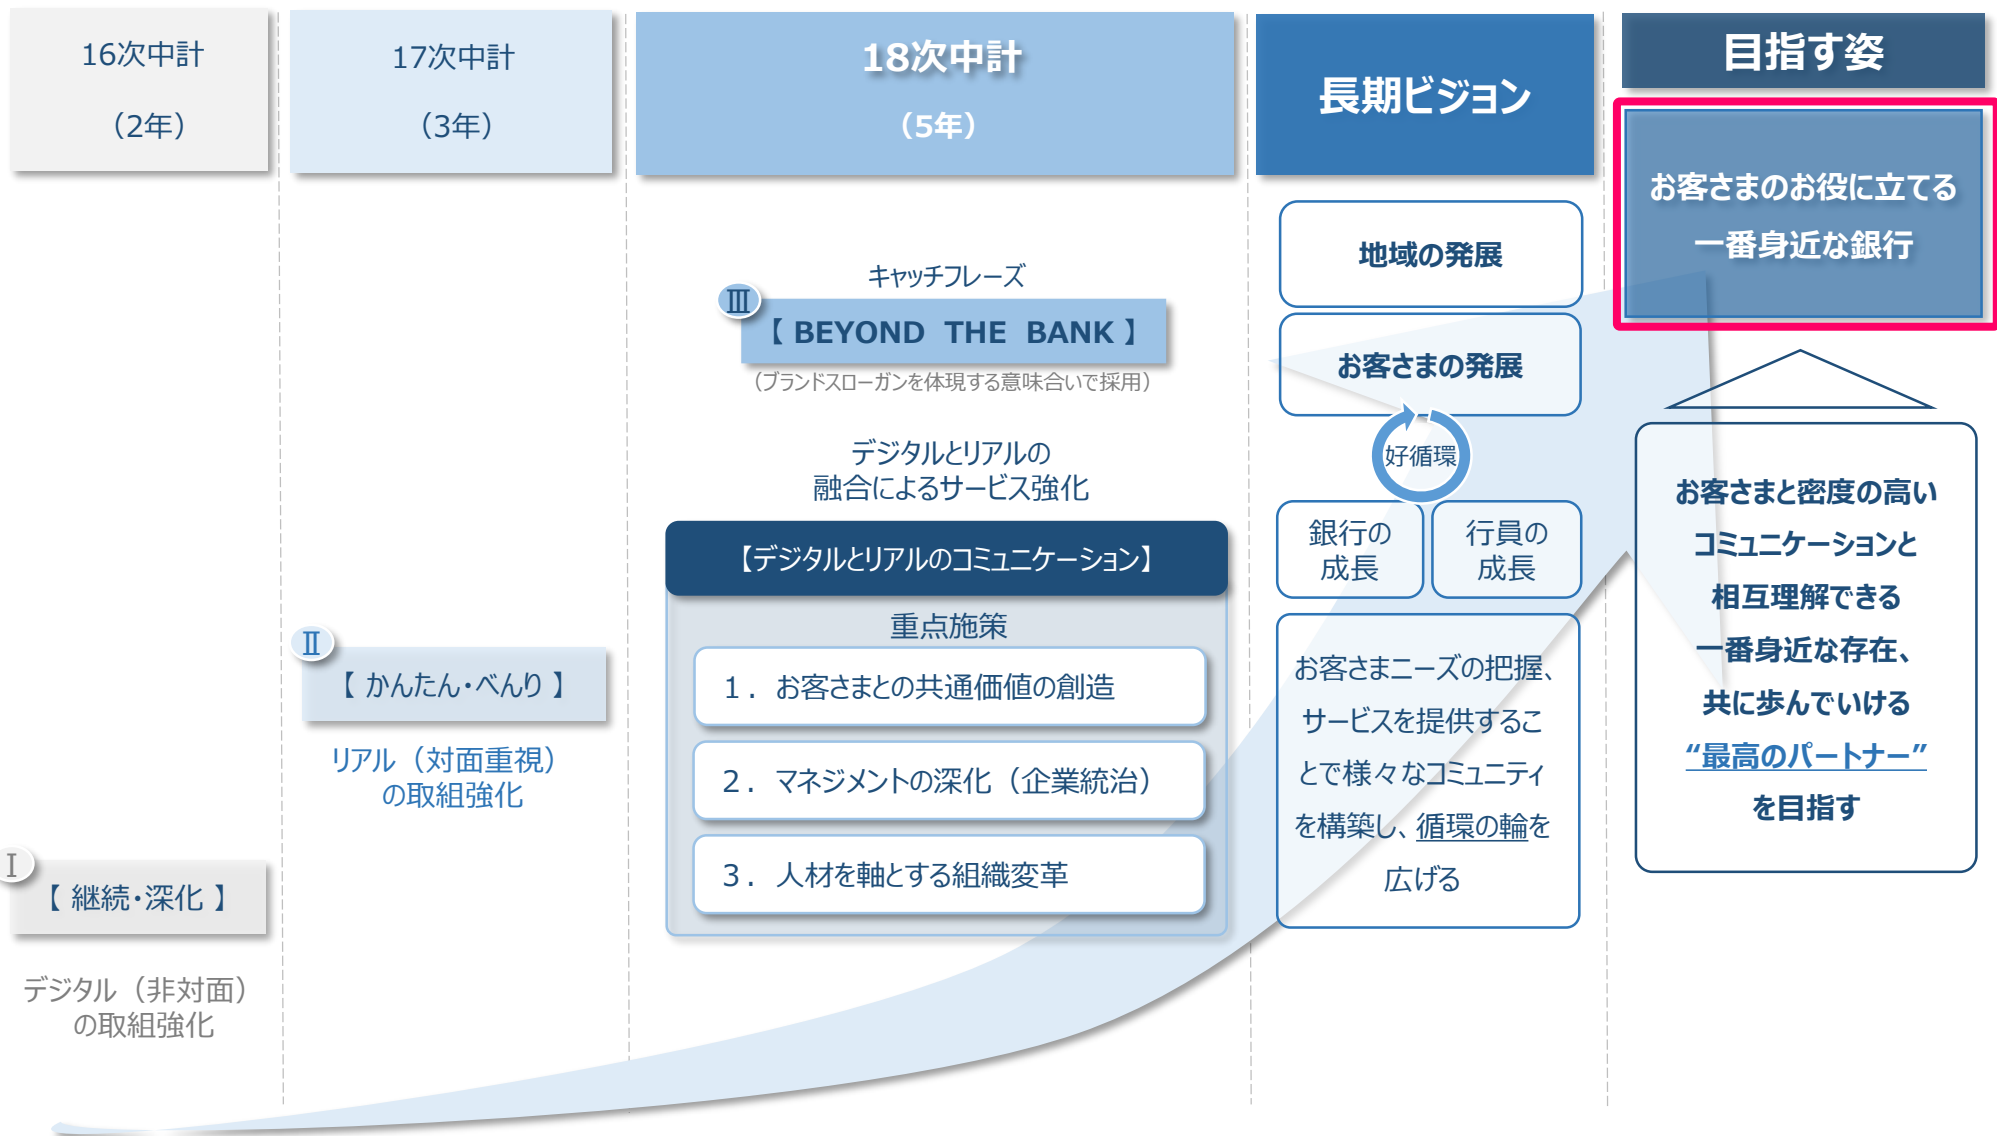 16次中計
（2年）
17次中計
（3年）
18次中計
（5年）
長期ビジョン
目指す姿
Ⅰ
【 継続・深化 】
デジタル（非対面）
の取組強化
Ⅱ
【 かんたん・べんり 】
リアル（対面重視）
の取組強化
キャッチフレーズ
Ⅲ
【 BEYOND THE BANK 】
（ブランドスローガンを体現する意味合いで採用）
デジタルとリアルの
融合によるサービス強化
【デジタルとリアルのコミュニケーション】
重点施策
１．お客さまとの共通価値の創造
２．マネジメントの深化（企業統治）
３．人材を軸とする組織変革
地域の発展
お客さまの発展
好循環
銀行の
成長
行員の
成長
お客さまニーズの把握、
サービスを提供するこ
とで様々なコミュニティ
を構築し、循環の輪を
広げる
お客さまのお役に立てる
一番身近な銀行
お客さまと密度の高い
コミュニケーションと
相互理解できる
一番身近な存在、
共に歩んでいける
“最高のパートナー”
を目指す